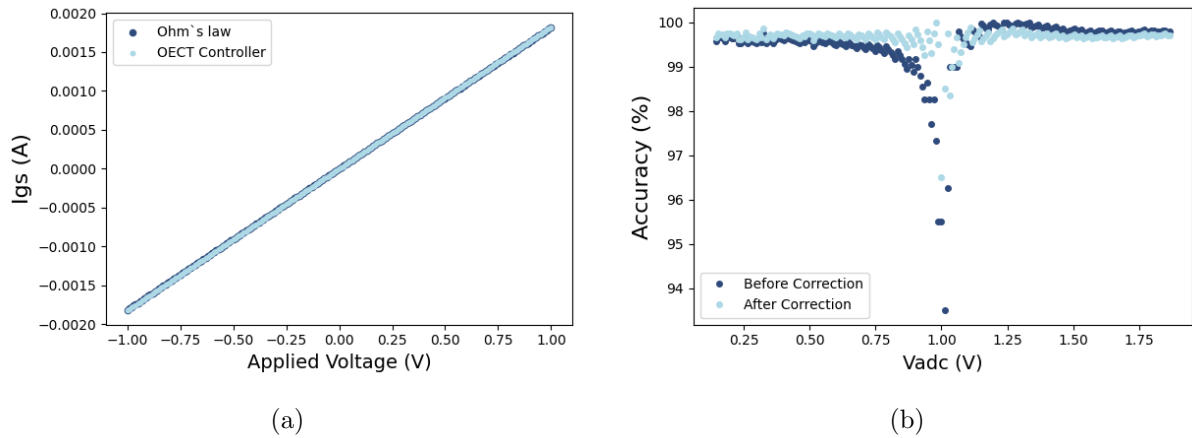 0.0020
0.0015
0.0010
0.0005
0.0000
−0.0005
−0.0010
−0.0015
−0.0020
Igs (A)
Ohm`s law
OECT Controller
−1.00 −0.75 −0.50 −0.25 0.00 0.25 0.50 0.75 1.00
Applied Voltage (V)
(a)
100
99
98
97
96
95
94
Accuracy (%)
Before Correction
After Correction
0.25 0.50 0.75 1.00 1.25 1.50 1.75
Vadc (V)
(b)